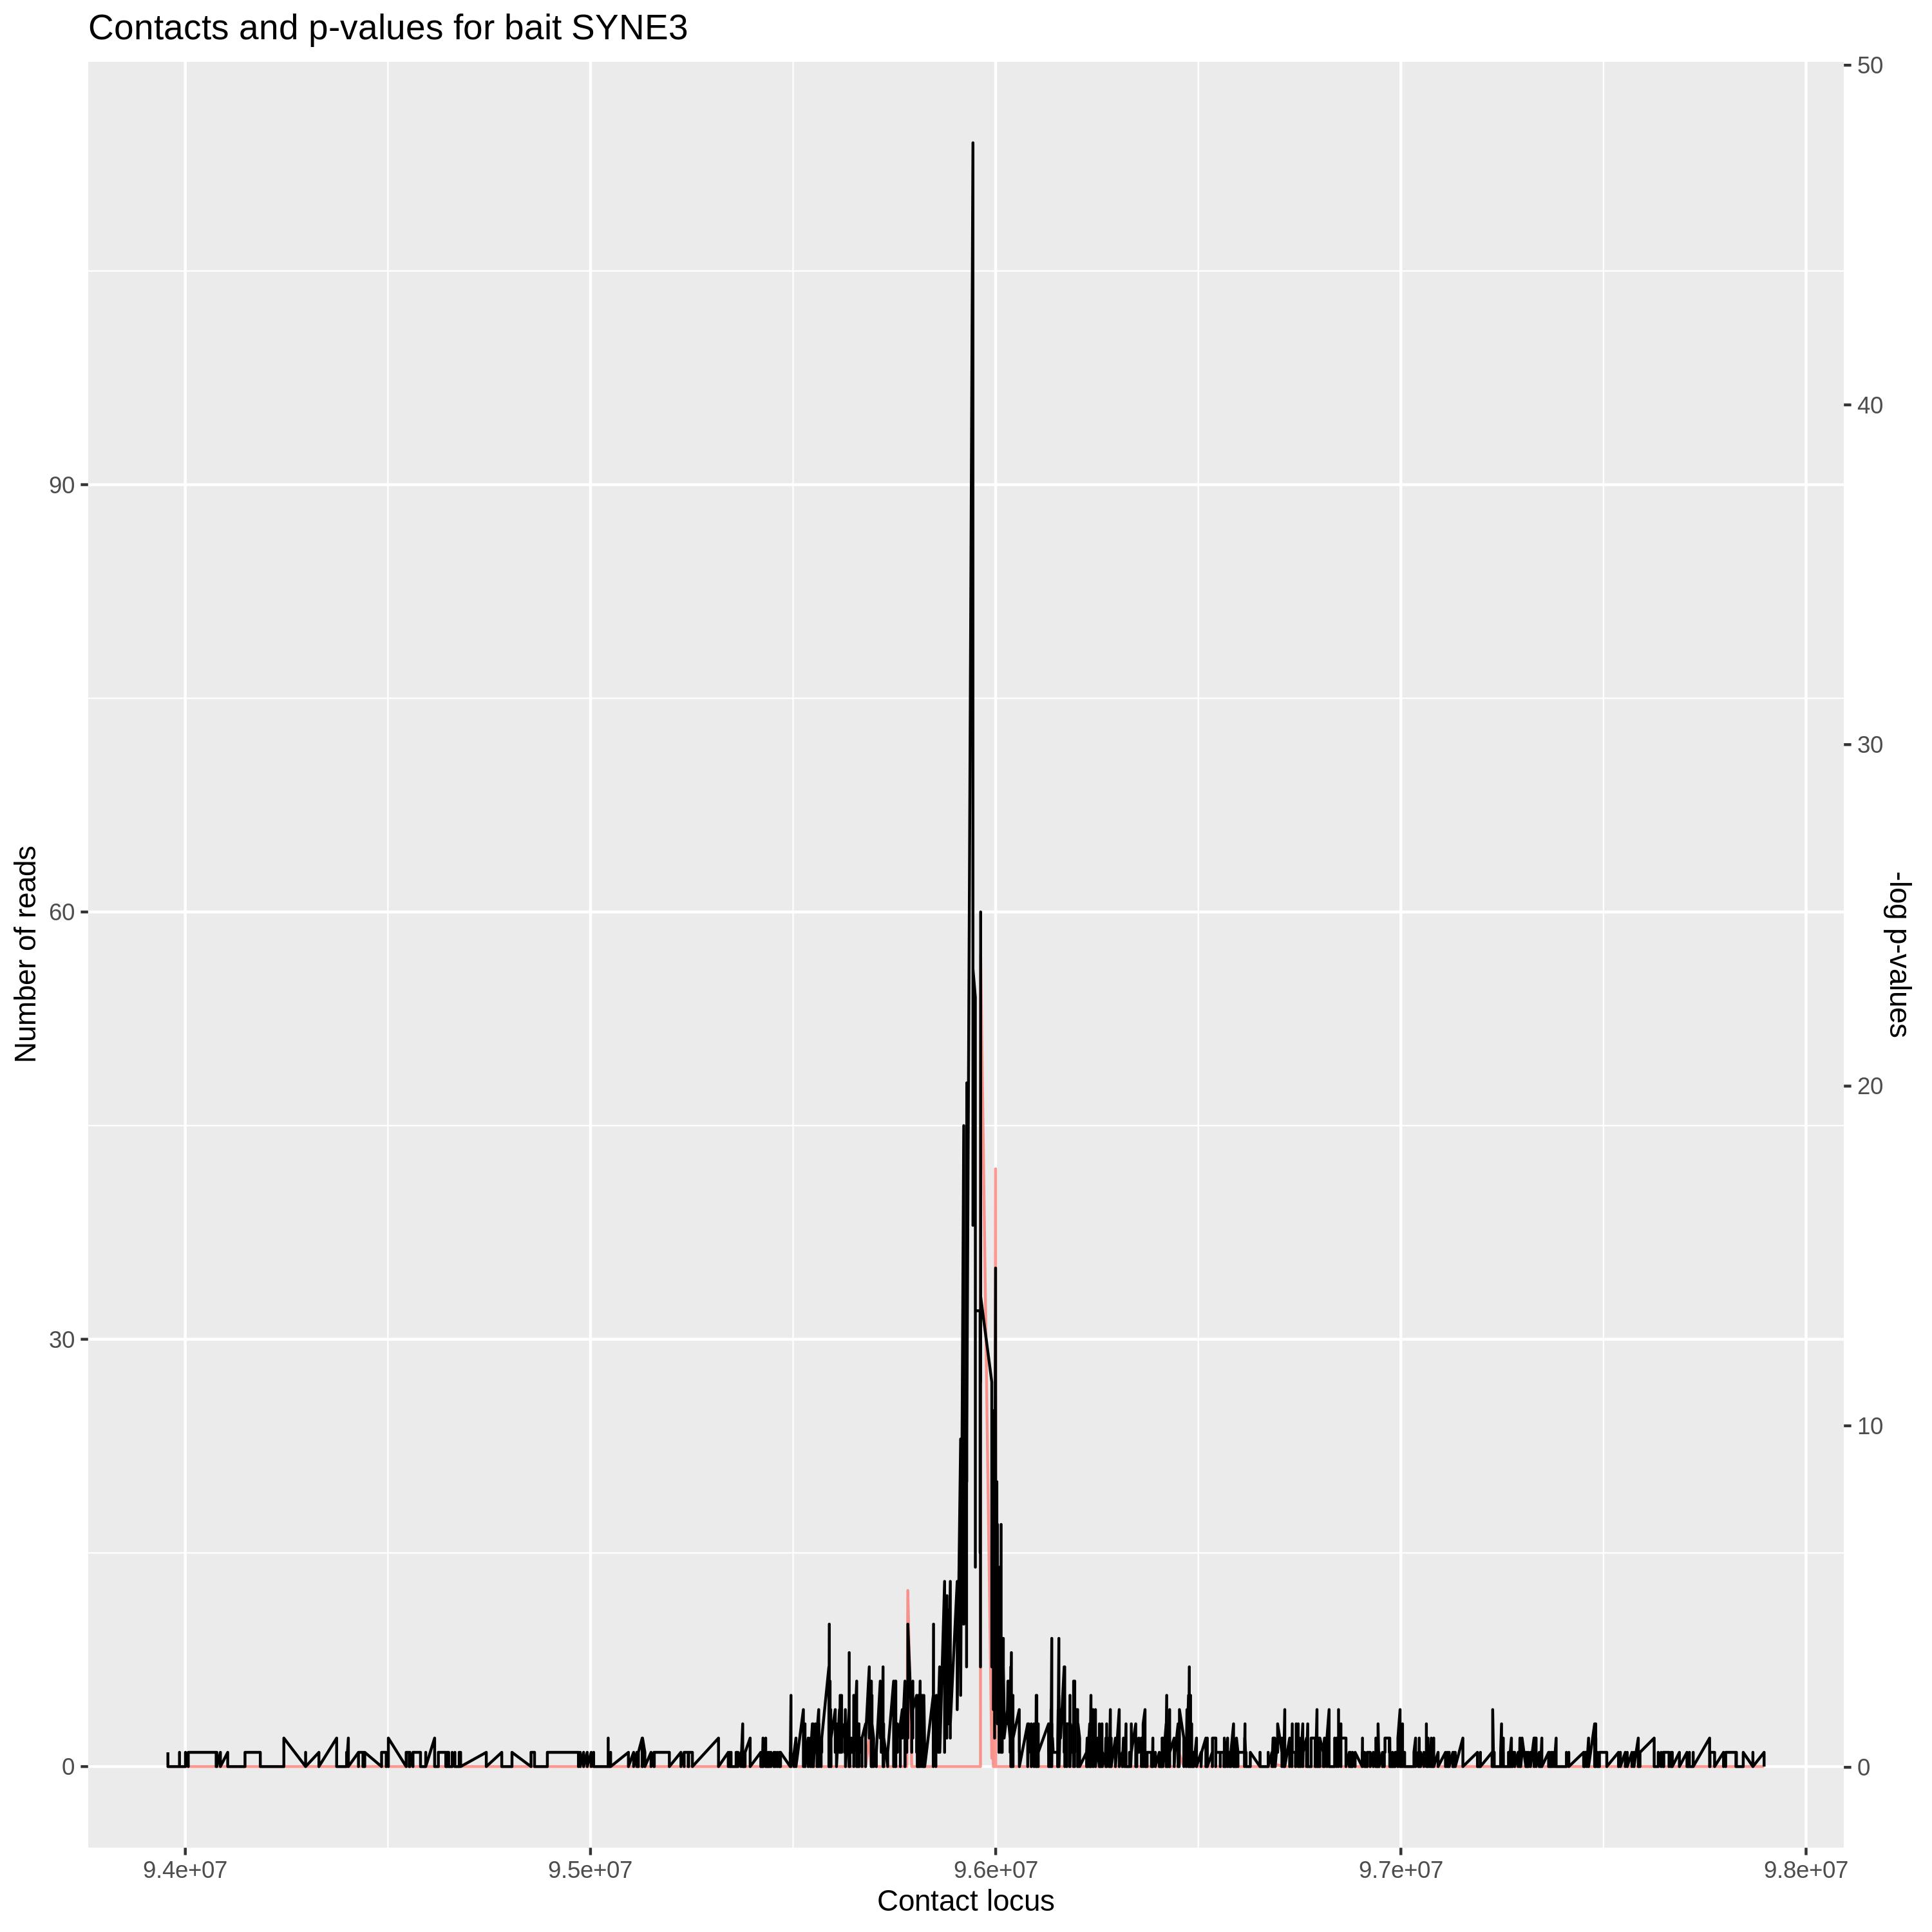 Contacts and p-values for bait SYNE3
Number of reads
90
60
30
0
50
40
30
20
10
0
-log p-values
9.4e+07 9.5e+07 9.6e+07 9.7e+07 9.8e+07
Contact locus